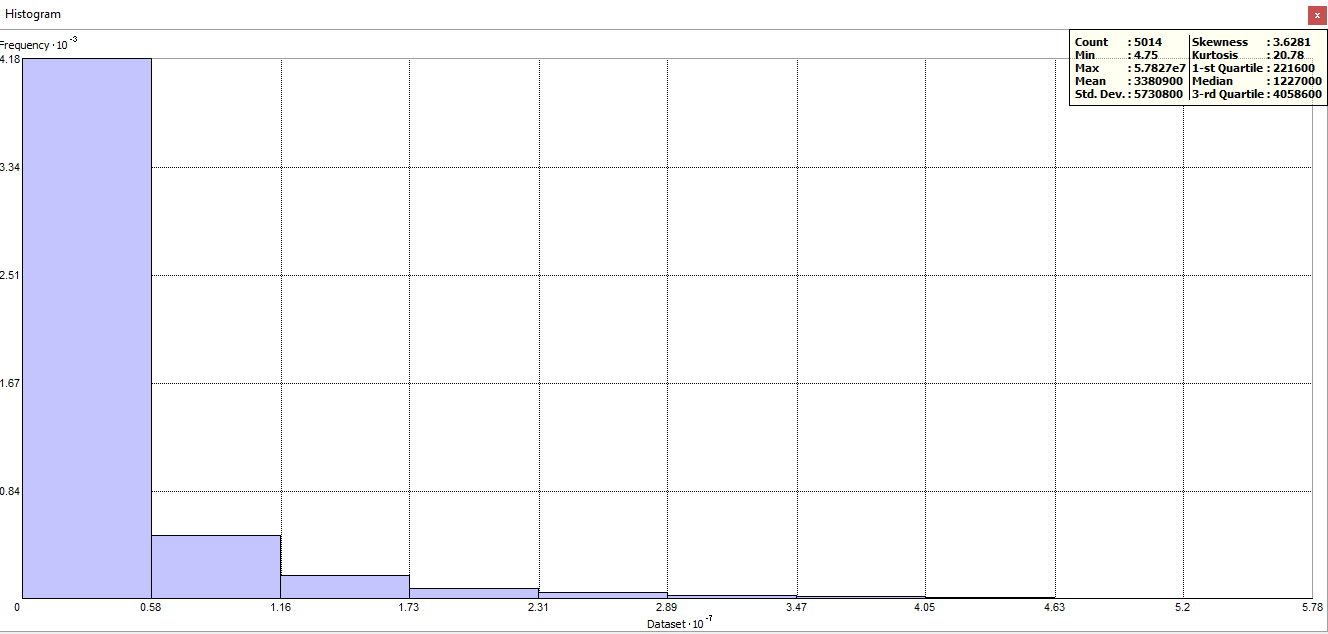 Histogram
x
Frequency · 10 -3
Count : 5014 Skewness : 3.6281
Min : 4.75 Kurtosis : 20.78
Max : 5.7827e7 1-st Quartile : 221600
Mean : 3380900 Median : 1227000
Std. Dev. : 5730800 3-rd Quartile : 4058600
4.18
3.34
2.51
1.67
0.84
0 0.58 1.16 1.73 2.31 2.89 3.47 4.05 4.63 5.2 5.78
Dataset · 10 -7